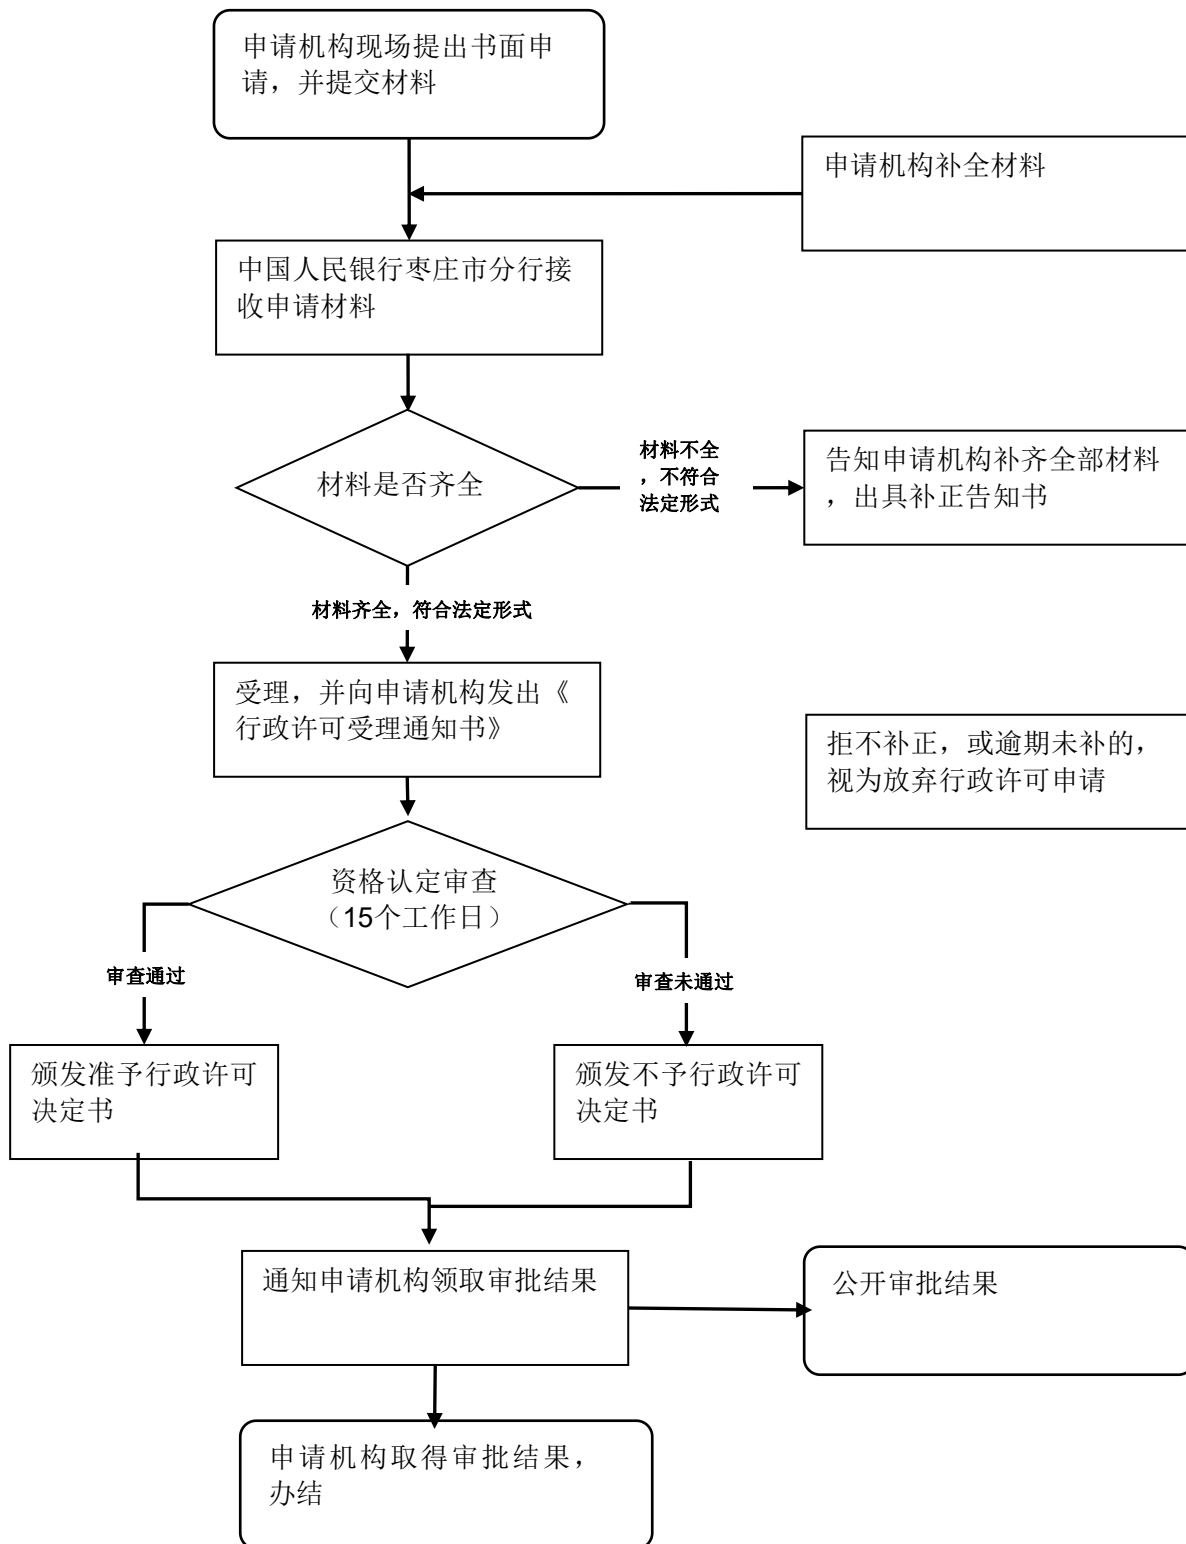 申请机构现场提出书面申
请，并提交材料
申请机构补全材料
中国人民银行枣庄市分行接
收申请材料
材料是否齐全
材料不全
，不符合
法定形式
告知申请机构补齐全部材料
，出具补正告知书
材料齐全，符合法定形式
受理，并向申请机构发出《
行政许可受理通知书》
拒不补正，或逾期未补的，
视为放弃行政许可申请
资格认定审查
（15个工作日）
审查通过
审查未通过
颁发准予行政许可
决定书
颁发不予行政许可
决定书
通知申请机构领取审批结果
公开审批结果
申请机构取得审批结果，
办结